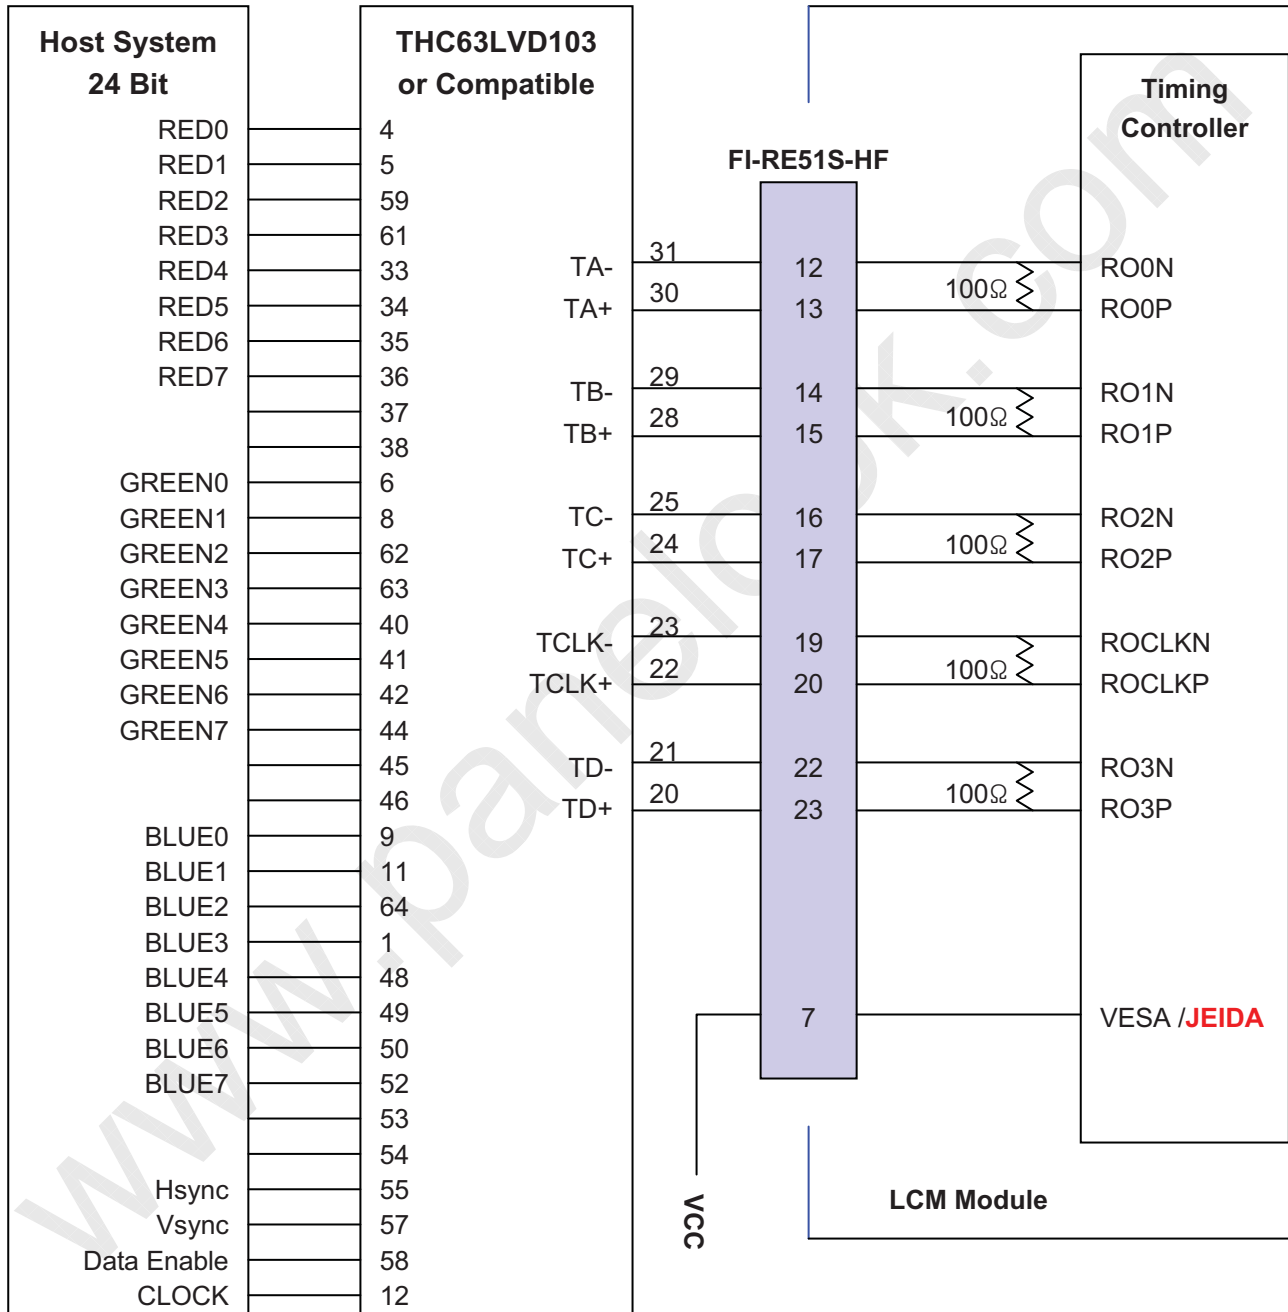 Host System
24 Bit
RED0
RED1
RED2
RED3
RED4
RED5
RED6
RED7
GREEN0
GREEN1
GREEN2
GREEN3
GREEN4
GREEN5
GREEN6
GREEN7
BLUE0
BLUE1
BLUE2
BLUE3
BLUE4
BLUE5
BLUE6
BLUE7
Hsync
Vsync
Data Enable
CLOCK
THC63LVD103
or Compatible
4
5
59
61
33
34
35
36
37
38
6
8
62
63
40
41
42
44
45
46
9
11
64
1
48
49
50
52
53
54
55
57
58
12
TA- 31
TA+ 30
TB- 29
TB+ 28
TC- 25
TC+ 24
TCLK- 23
TCLK+ 22
TD- 21
TD+ 20
FI-RE51S-HF
12
13
14
15
16
17
19
20
22
23
7
VCC
100Ω
100Ω
100Ω
100Ω
100Ω
Timing
Controller
RO0N
RO0P
RO1N
RO1P
RO2N
RO2P
ROCLKN
ROCLKP
RO3N
RO3P
VESA /JEIDA
LCM Module
www.panelook.com